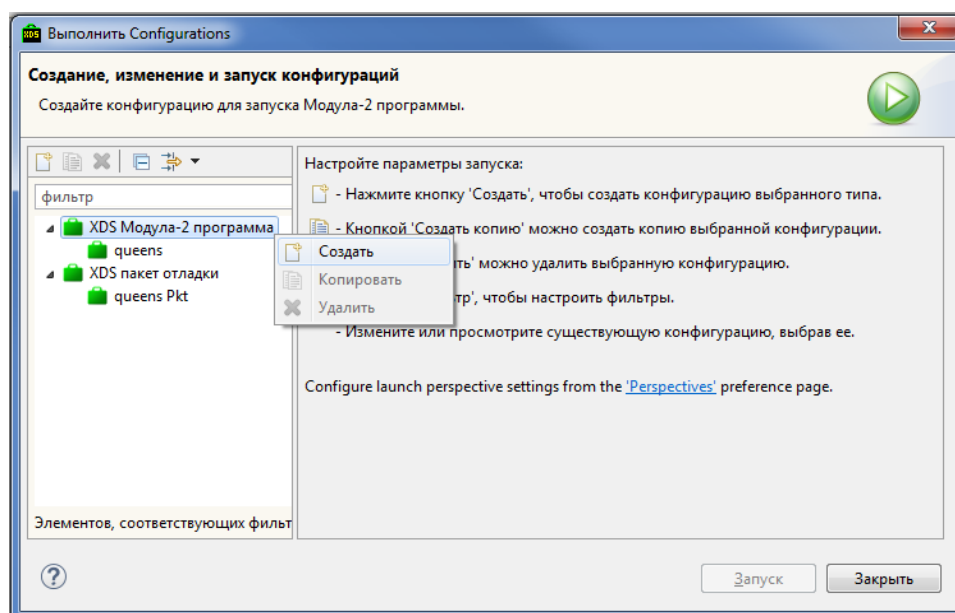 XDS
Выполнить Configurations
Создание, изменение и запуск конфигураций
Создайте конфигурацию для запуска Модула-2 программы.
фильтр
XDS Модула-2 программа
queens
XDS пакет отладки
queens Pkt
Элементов, соответствующих фильт
Создать
Копировать
Удалить
Настройте параметры запуска:
- Нажмите кнопку 'Создать', чтобы создать конфигурацию выбранного типа.
- Кнопкой 'Создать копию' можно создать копию выбранной конфигурации.
ть' можно удалить выбранную конфигурацию.
тр', чтобы настроить фильтры.
- Измените или просмотрите существующую конфигурацию, выбрав ее.
Configure launch perspective settings from the 'Perspectives' preference page.
?
Запуск
Закрыть